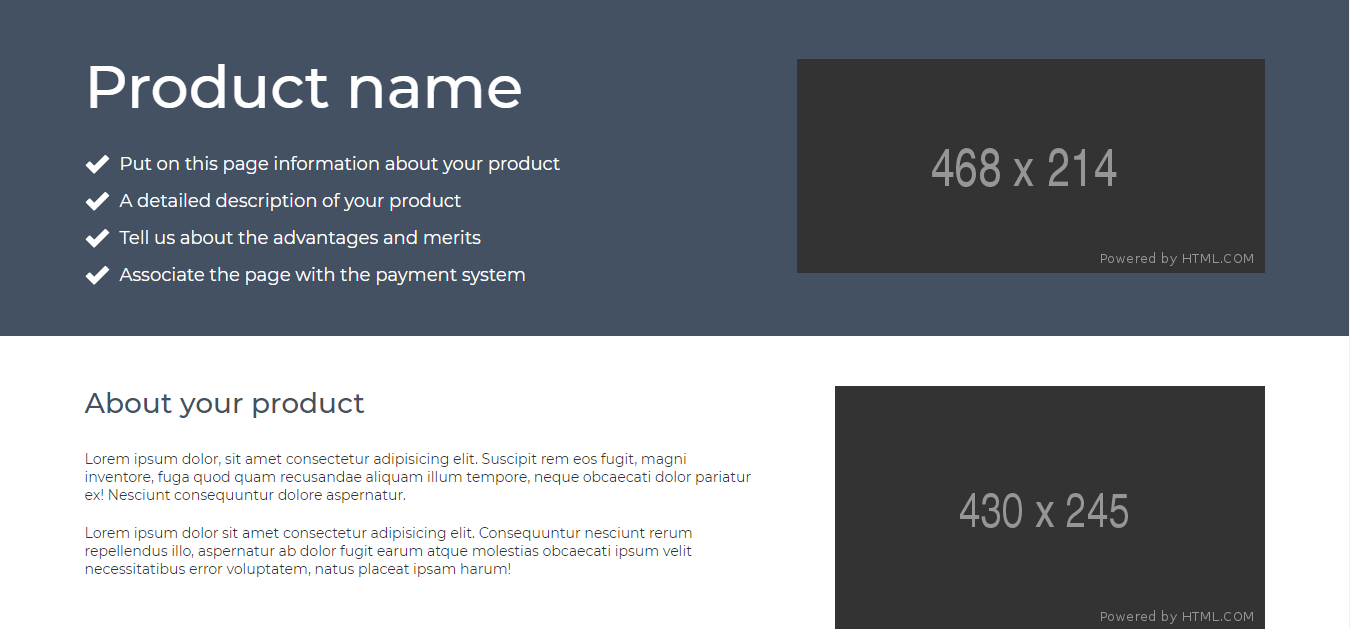 Product name
Put on this page information about your product
A detailed description of your product
Tell us about the advantages and merits
Associate the page with the payment system
468 x 214
Powered by HTML.COM
About your product
Lorem ipsum dolor, sit amet consectetur adipisicing elit. Suscipit rem eos fugit, magni
inventore, fuga quod quam recusandae aliquam illum tempore, neque obcaecati dolor pariatur
ex! Nesciunt consequuntur dolore aspernatur.
Lorem ipsum dolor sit amet consectetur adipisicing elit. Consequuntur nesciunt rerum
repellendus illo, aspernatur ab dolor fugit earum atque molestias obcaecati ipsum velit
necessitatibus error voluptatem, natus placeat ipsam harum!
430 x 245
Powered by HTML.COM